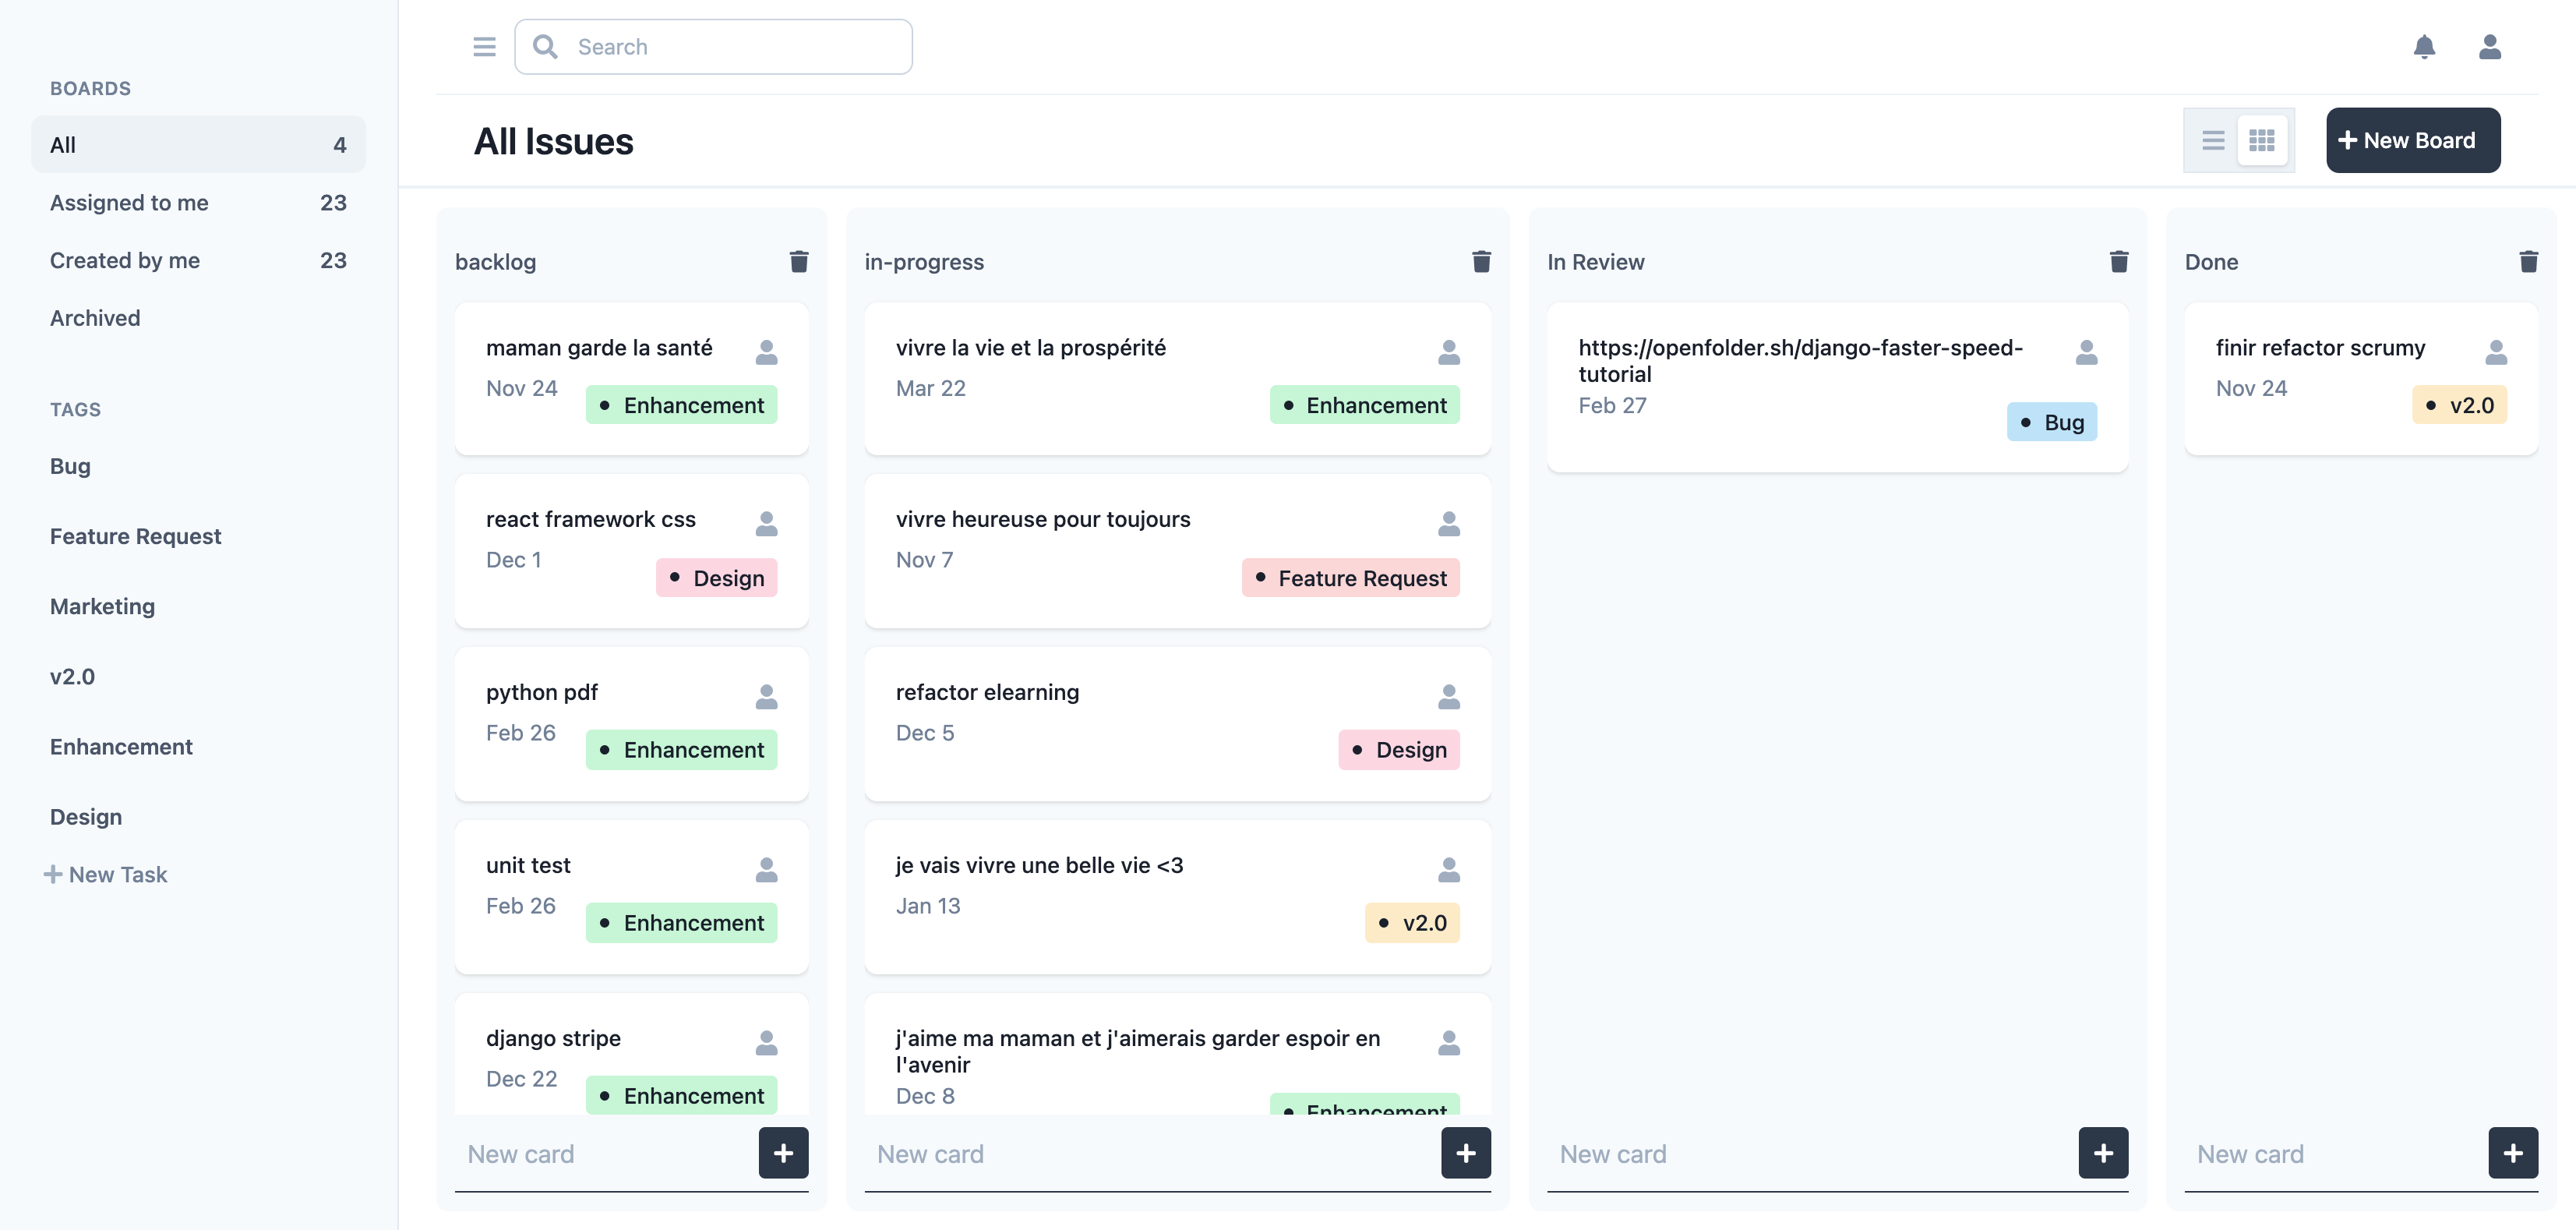 BOARDS
All 4
Assigned to me 23
Created by me 23
Archived
TAGS
Bug
Feature Request
Marketing
v2.0
Enhancement
Design
New Task
Search
All Issues
New Board
backlog
maman garde la santé
Nov 24
Enhancement
react framework css
Dec 1
Design
python pdf
Feb 26
Enhancement
unit test
Feb 26
Enhancement
django stripe
Dec 22
Enhancement
New card
in-progress
vivre la vie et la prospérité
Mar 22
Enhancement
vivre heureuse pour toujours
Nov 7
Feature Request
refactor elearning
Dec 5
Design
je vais vivre une belle vie <3
Jan 13
v2.0
j'aime ma maman et j'aimerais garder espoir en
l'avenir
Dec 8
Enhancement
New card
In Review
https://openfolder.sh/django-faster-speed-
tutorial
Feb 27
Bug
New card
Done
finir refactor scrumy
Nov 24
v2.0
New card